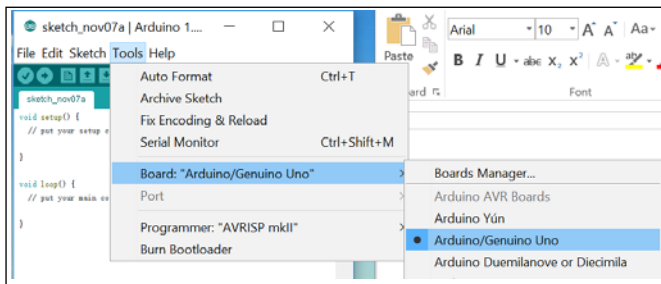 sketch_nov07a | Arduino 1....
File Edit Sketch Tools Help
sketch_nov07a
void setup() {
// put your setup c
}
void loop() {
// put your main co
}
Auto Format Ctrl+T
Archive Sketch
Fix Encoding & Reload
Serial Monitor Ctrl+Shift+M
Board: "Arduino/Genuino Uno"
Port
Programmer: "AVRISP mkII"
Burn Bootloader
Boards Manager...
Arduino AVR Boards
Arduino Yún
Arduino/Genuino Uno
Arduino Duemilanove or Diecimila
Paste
Arial 10 A A Aa
B I U abc X₂ X² A ab
ard
Font